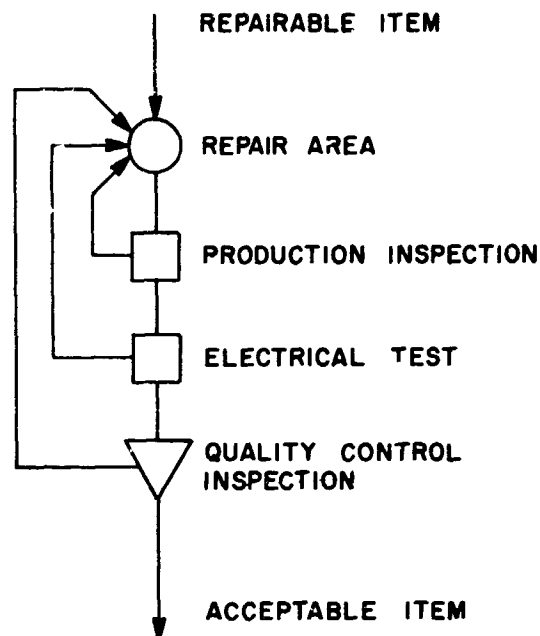 REPAIRABLE ITEM
REPAIR AREA
PRODUCTION INSPECTION
ELECTRICAL TEST
QUALITY CONTROL
INSPECTION
ACCEPTABLE ITEM